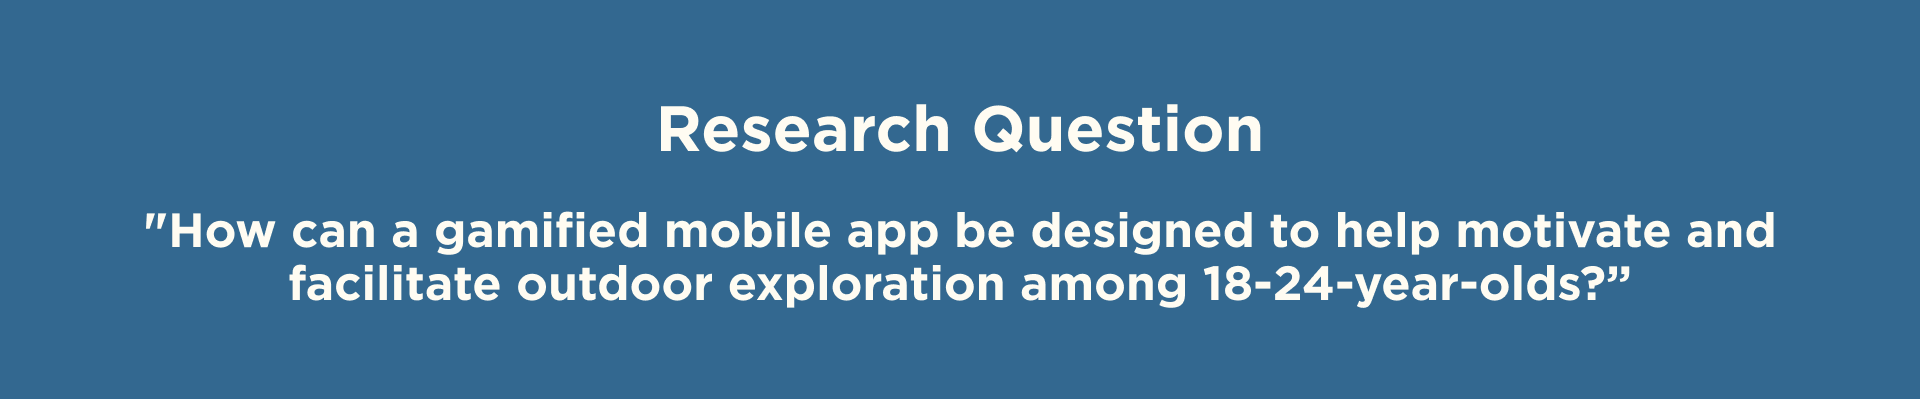 Research Question
"How can a gamified mobile app be designed to help motivate and
facilitate outdoor exploration among 18-24-year-olds?”